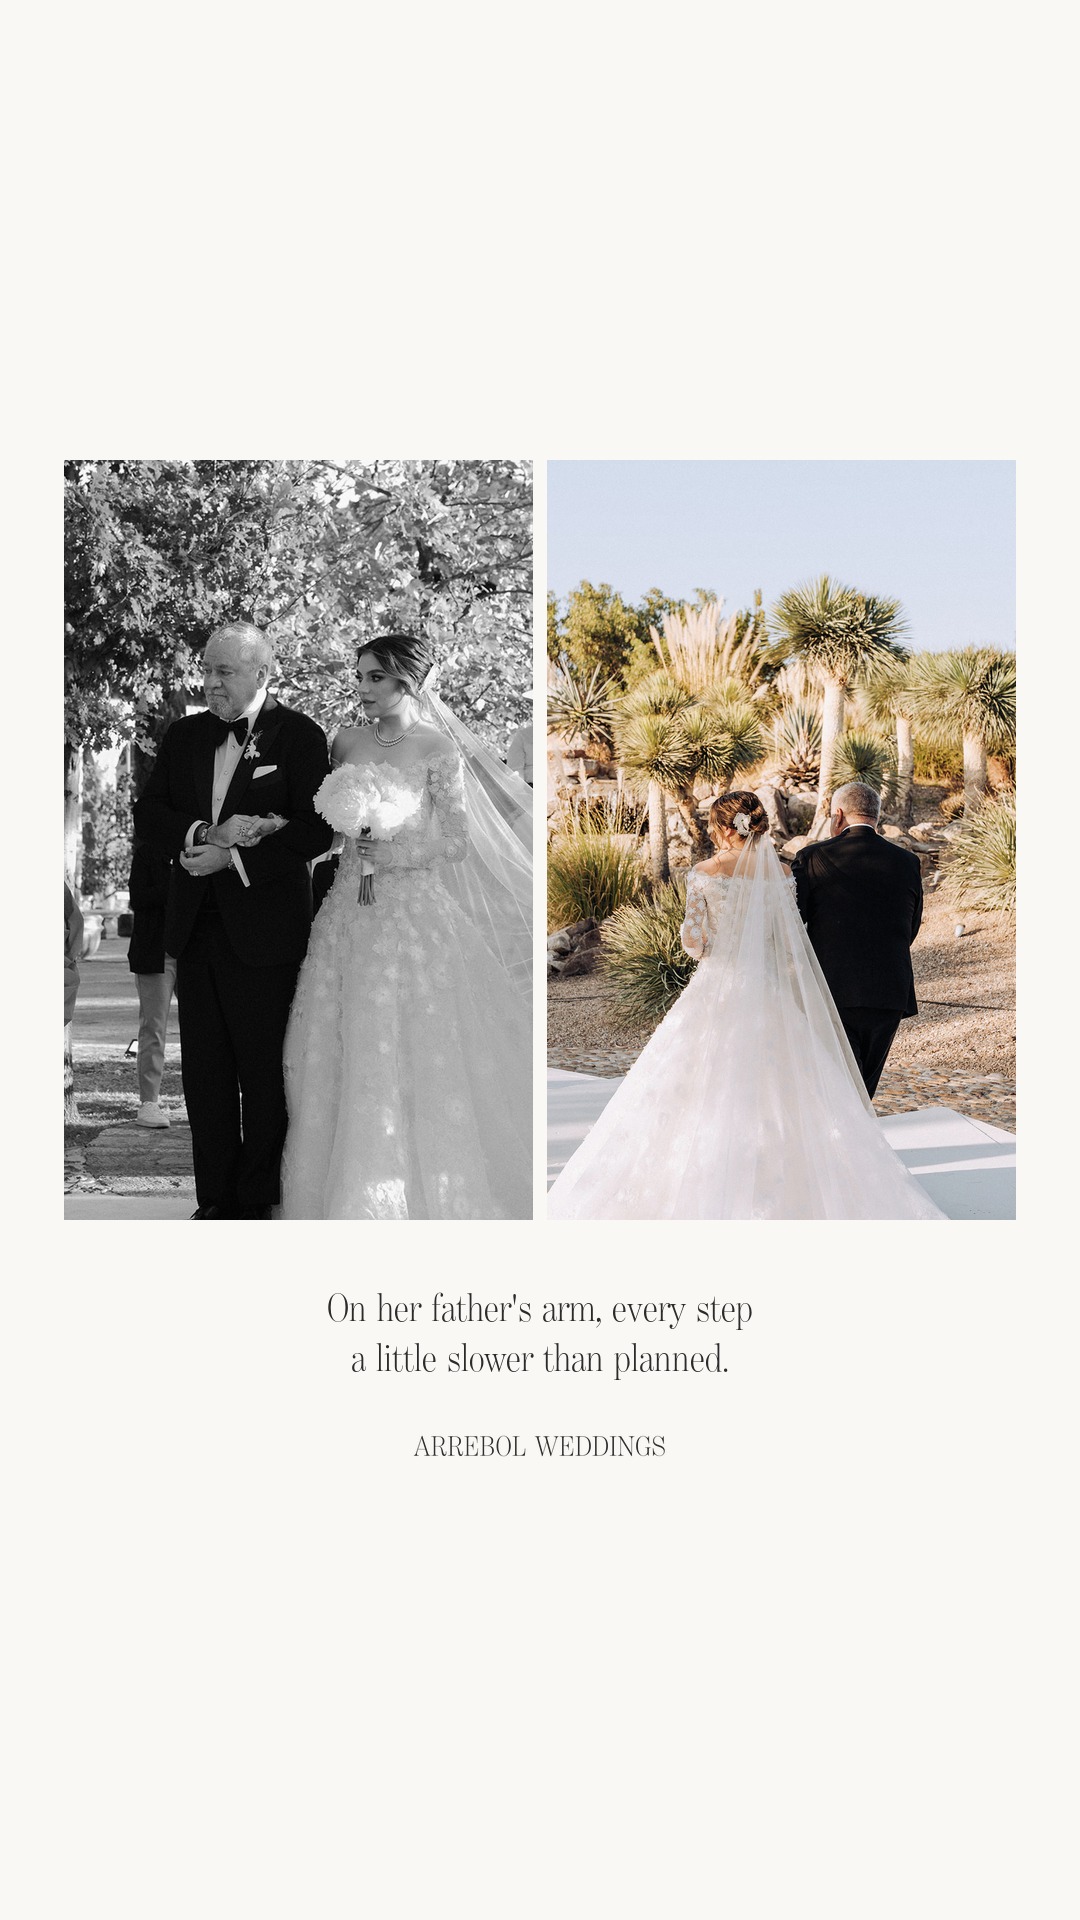 On her father's arm, every step
a little slower than planned.
ARREBOL WEDDINGS